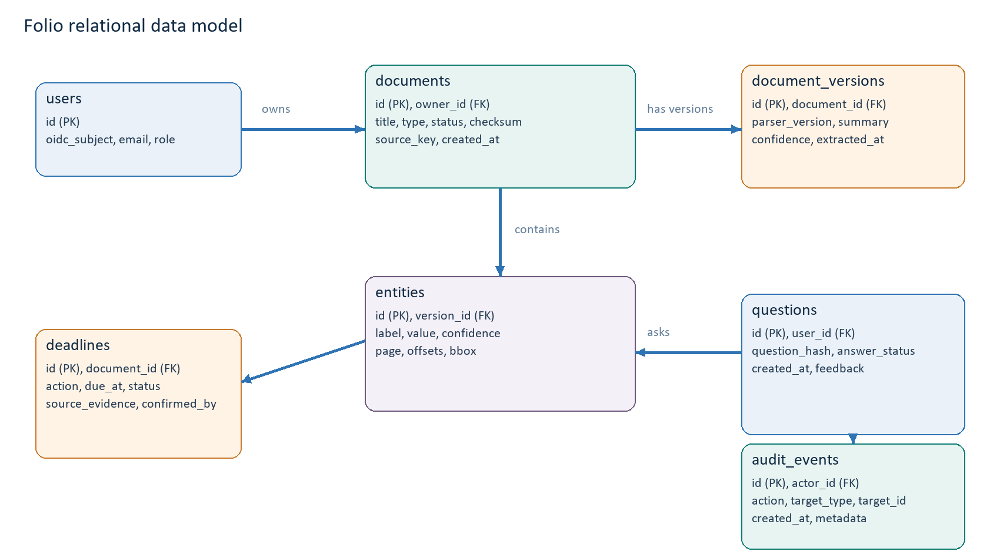 Folio relational data model
users
id (PK)
oidc_subject, email, role
owns
documents
id (PK), owner_id (FK)
title, type, status, checksum
source_key, created_at
has versions
document_versions
id (PK), document_id (FK)
parser_version, summary
confidence, extracted_at
contains
entities
id (PK), version_id (FK)
label, value, confidence
page, offsets, bbox
asks
questions
id (PK), user_id (FK)
question_hash, answer_status
created_at, feedback
deadlines
id (PK), document_id (FK)
action, due_at, status
source_evidence, confirmed_by
audit_events
id (PK), actor_id (FK)
action, target_type, target_id
created_at, metadata